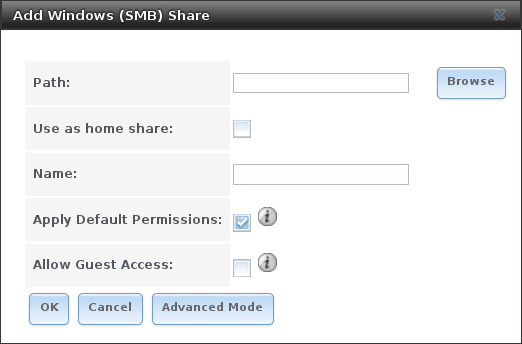 Add Windows (SMB) Share
Path:
Browse
Use as home share:
Name:
Apply Default Permissions:
Allow Guest Access:
OK
Cancel
Advanced Mode